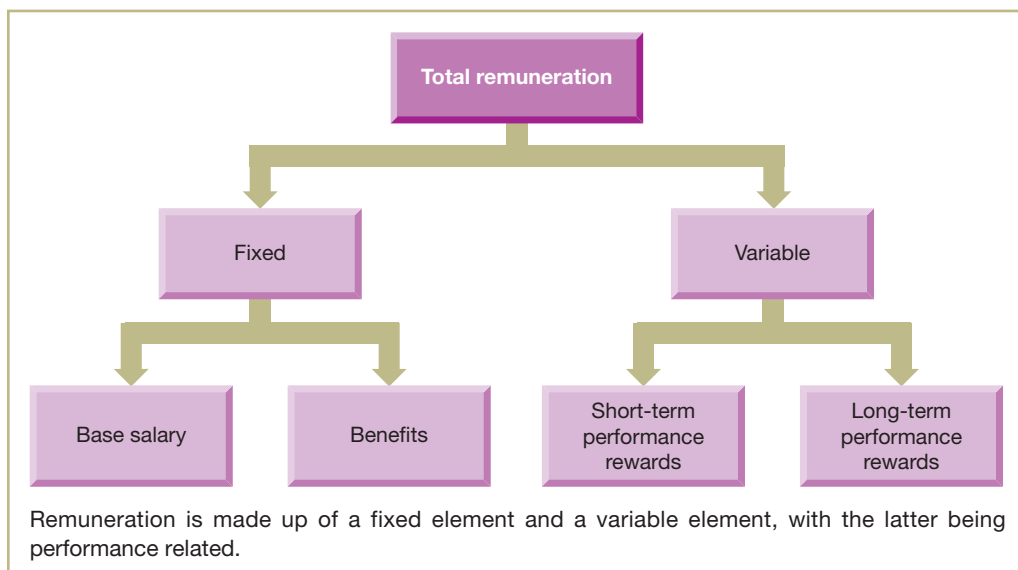 Total remuneration
Fixed
Variable
Base salary
Benefits
Short-term
performance
rewards
Long-term
performance
rewards
Remuneration is made up of a fixed element and a variable element, with the latter being
performance related.